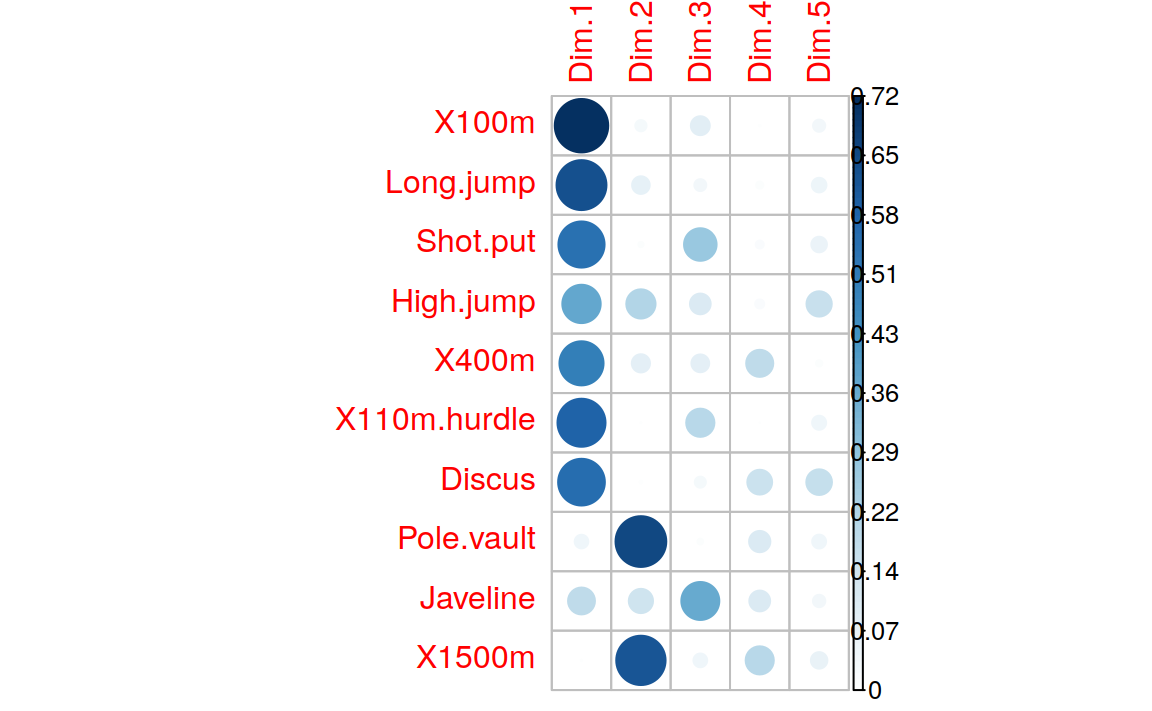 Dim.1 Dim.2 Dim.3 Dim.4 Dim.5
X100m
Long.jump
Shot.put
High.jump
X400m
X110m.hurdle
Discus
Pole.vault
Javeline
X1500m
0.72
0.65
0.58
0.51
0.43
0.36
0.29
0.22
0.14
0.07
0